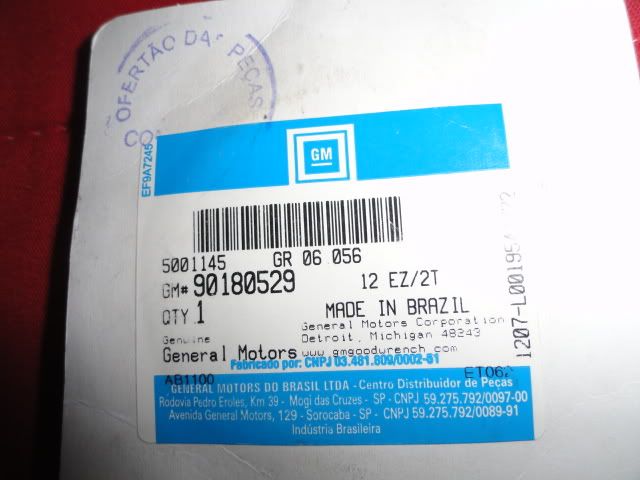 OFERTÃO DAS PEÇAS
EF9A7245
GM
5001145 GR 06 056
GM# 90180529 12 EZ/2T
QTY 1 MADE IN BRAZIL
General Motors Corporation
Genuine Detroit, Michigan 48243
General Motors www.gmgoodwrench.com
Fabricado por: CNPJ 03.481.809/0002-61
AB1100
GENERAL MOTORS DO BRASIL LTDA - Centro Distribuidor de Peças
Rodovia Pedro Eroles, Km 39 - Mogi das Cruzes - SP - CNPJ 59.275.792/0097-00
Avenida General Motors, 129 - Sorocaba - SP - CNPJ 59.275.792/0089-91
Indústria Brasileira